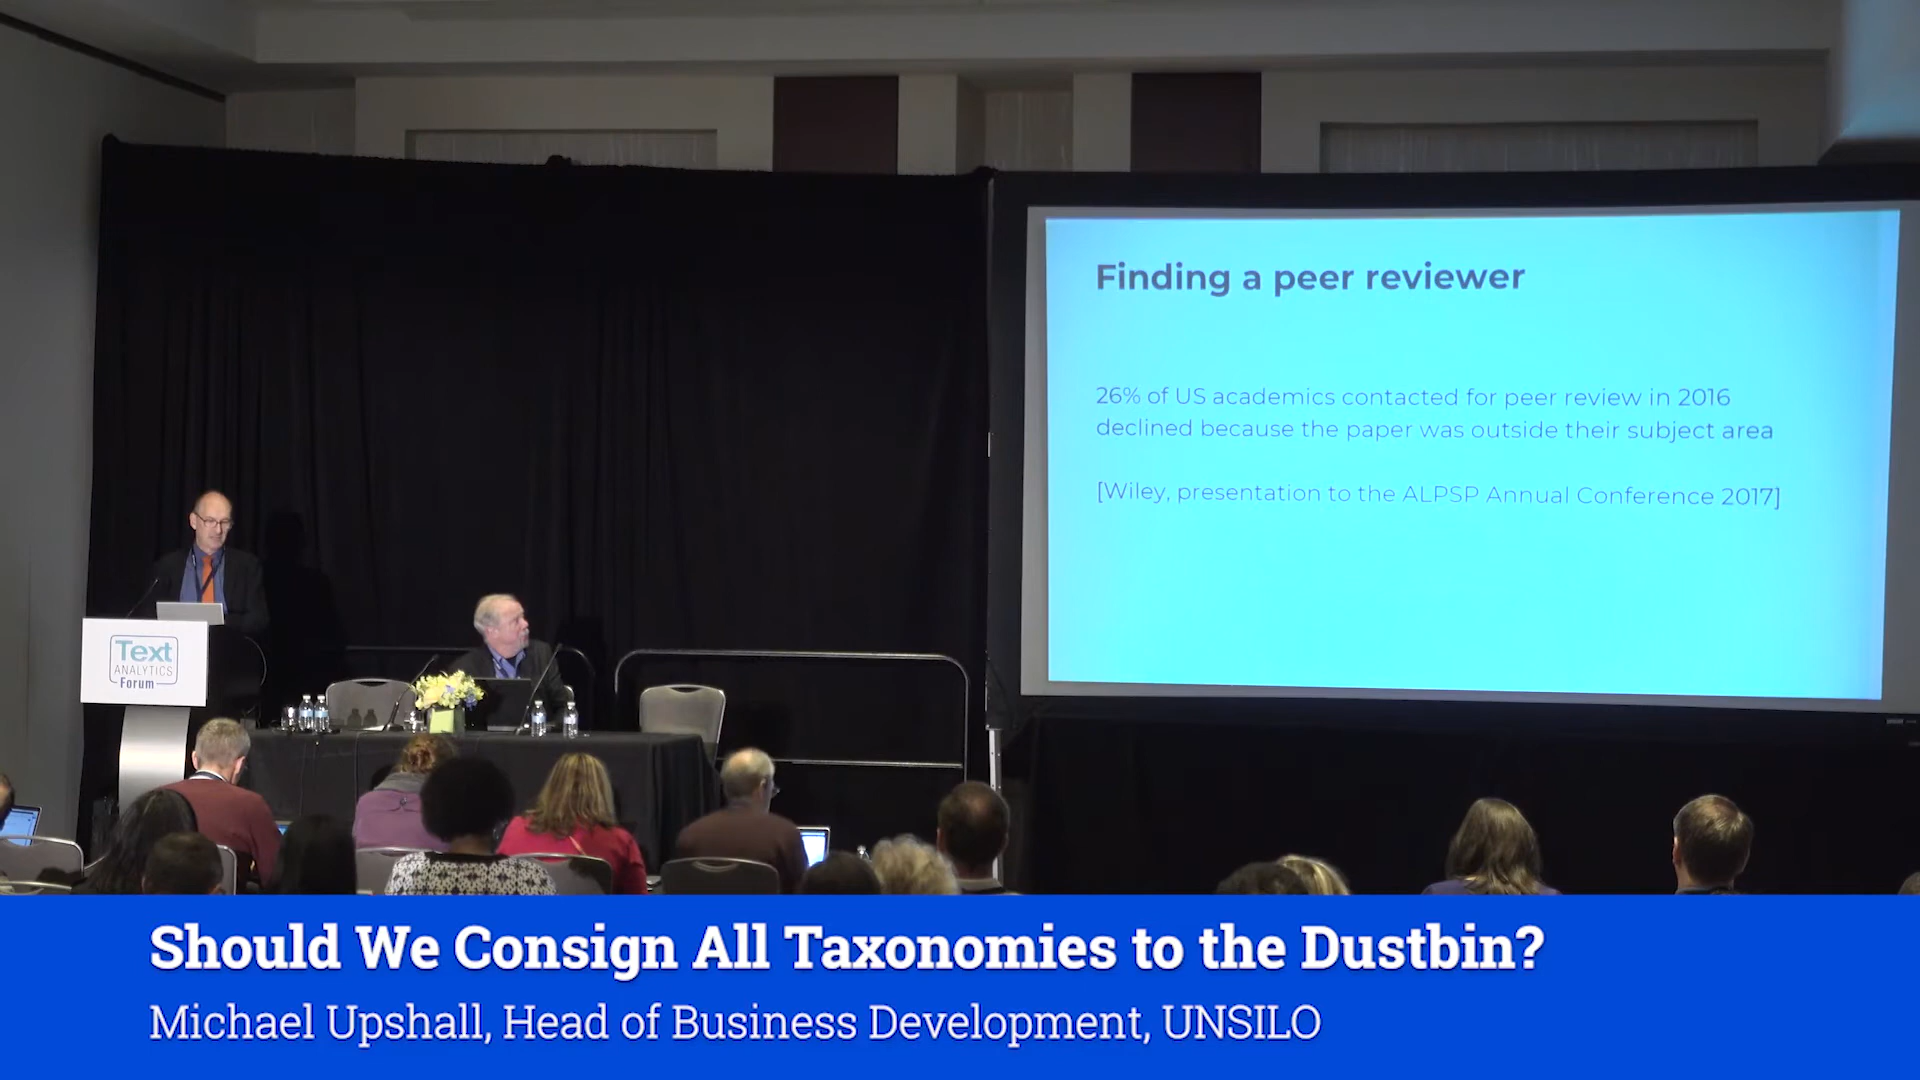 Finding a peer reviewer
26% of US academics contacted for peer review in 2016
declined because the paper was outside their subject area
[Wiley, presentation to the ALPSP Annual Conference 2017]
Text
ANALYTICS
Forum
Should We Consign All Taxonomies to the Dustbin?
Michael Upshall, Head of Business Development, UNSILO